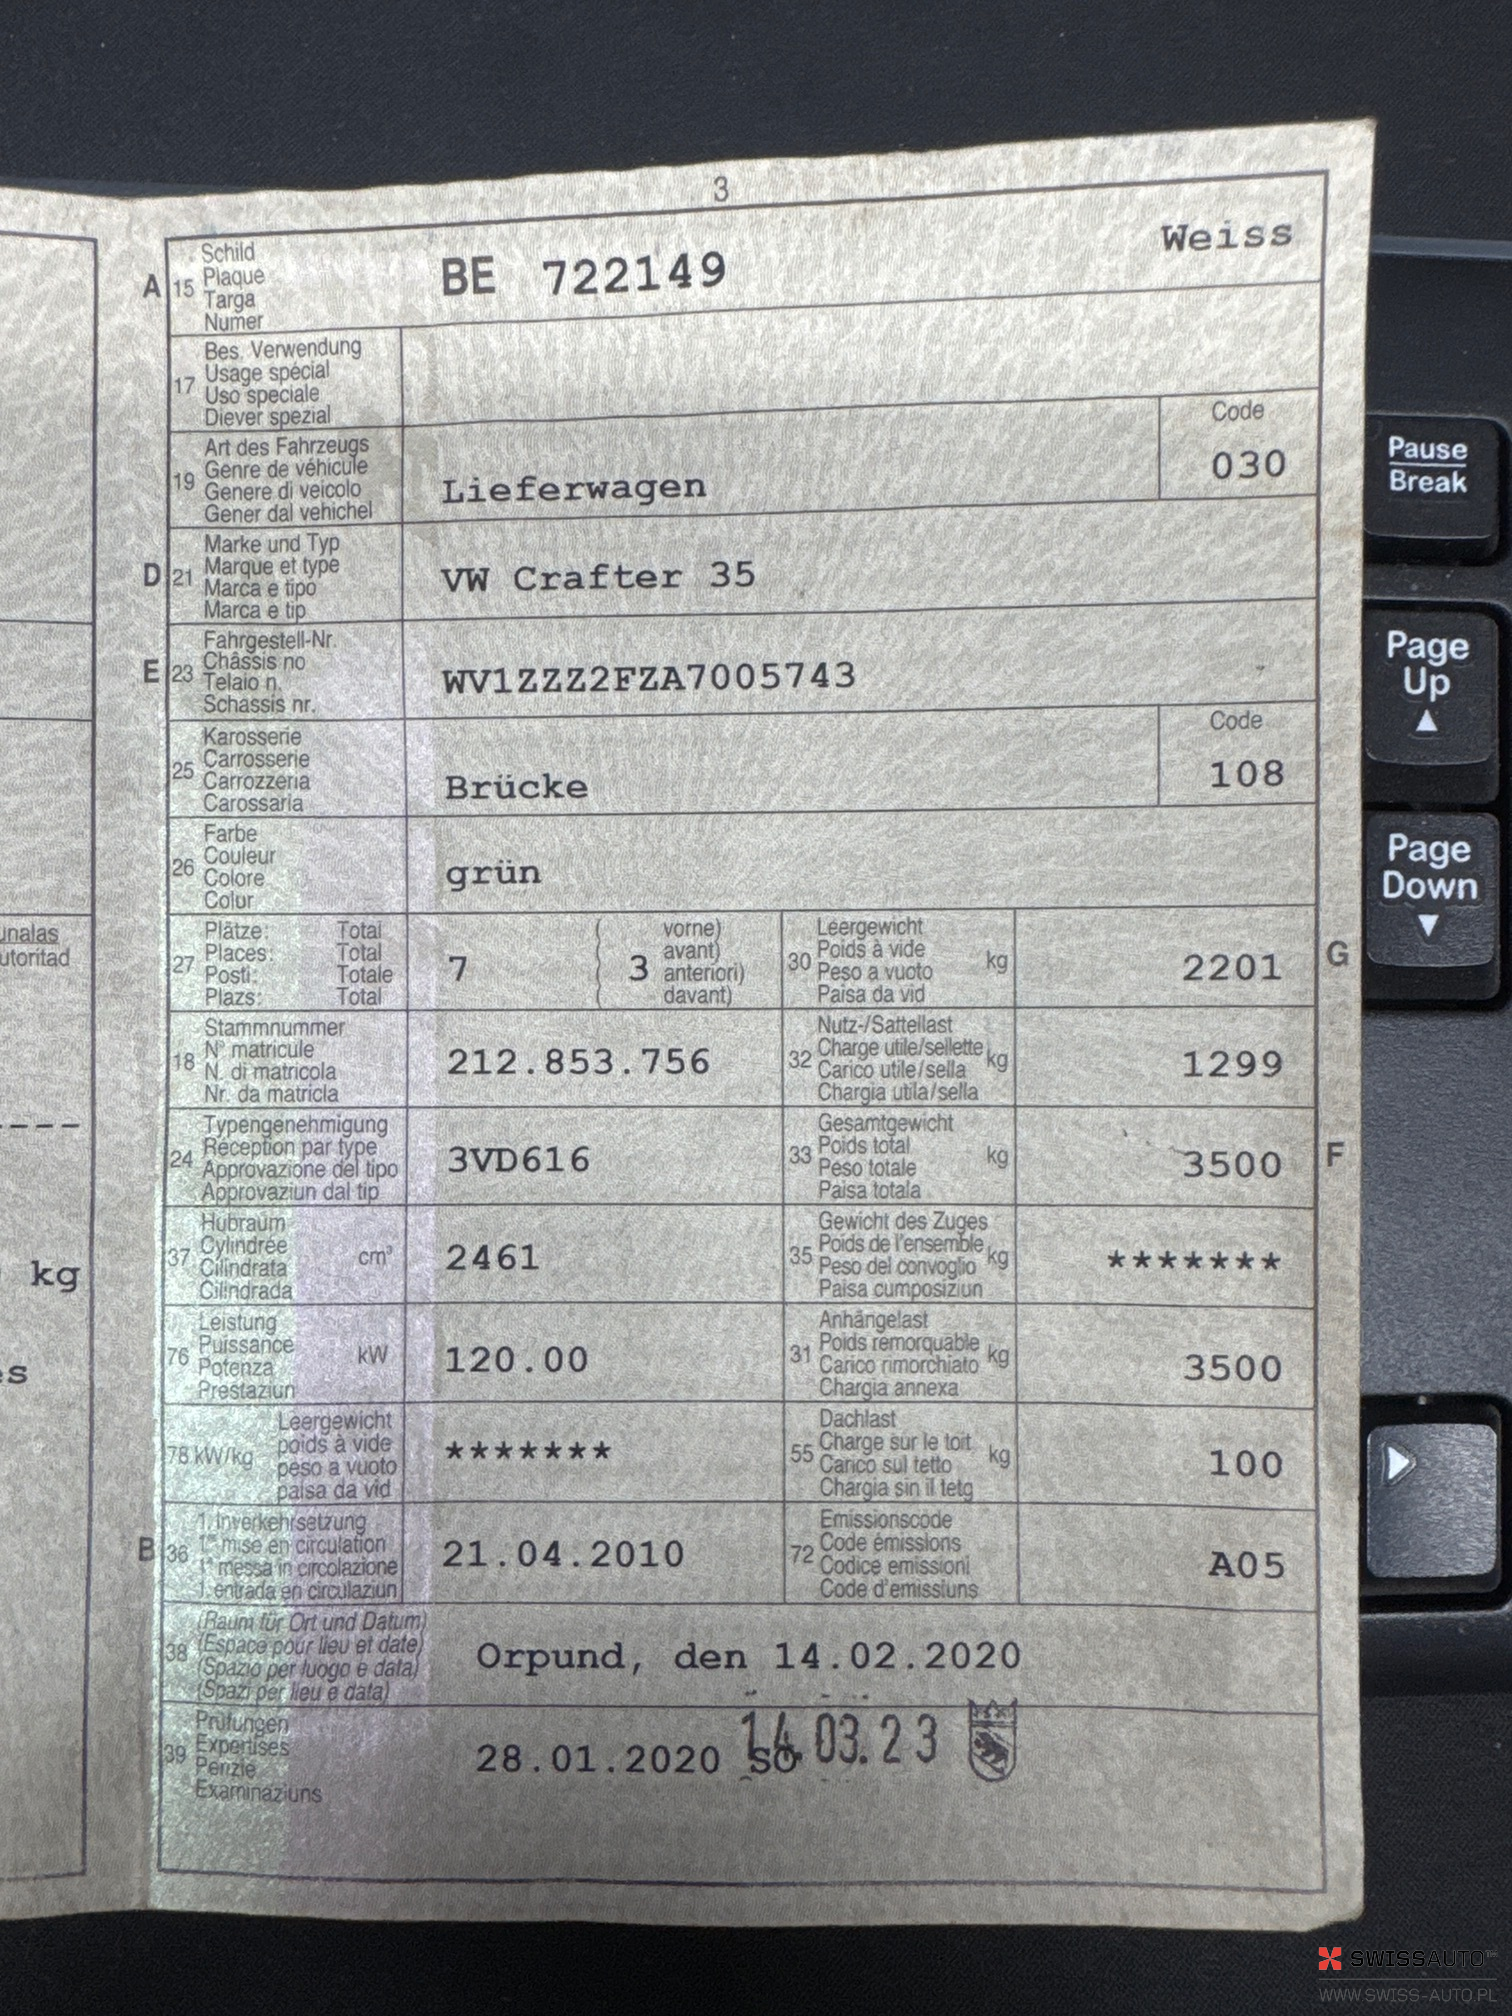 3
A 15 Schild
Plaque
Targa
Numer
BE 722149 Weiss
17 Bes. Verwendung
Usage spécial
Uso speciale
Diever spezial
19 Art des Fahrzeugs
Genre de véhicule
Genere di veicolo
Gener dal vehichel
Lieferwagen
Code
030
D 21 Marke und Typ
Marque et type
Marca e tipo
Marca e tip
VW Crafter 35
E 23 Fahrgestell-Nr.
Châssis no
Telaio n.
Schassis nr.
WV1ZZZ2FZA7005743
25 Karosserie
Carrosserie
Carrozzeria
Carossaria
Brücke
Code
108
26 Farbe
Couleur
Colore
Colur
grün
27 Plätze: Total
Places: Total
Posti: Totale
Plazs: Total
7
( vorne)
( 3 avant)
( anteriori)
( davant)
30 Leergewicht
Poids à vide
Peso a vuoto
Paisa da vid
kg
2201
G
18 Stammnummer
N° matricule
N. di matricola
Nr. da matricla
212.853.756
32 Nutz-/Sattellast
Charge utile/sellette
Carico utile/sella
Chargia utila/sella
kg
1299
24 Typengenehmigung
Réception par type
Approvazione del tipo
Approvaziun dal tip
3VD616
33 Gesamtgewicht
Poids total
Peso totale
Paisa totala
kg
3500
F
37 Hubraum
Cylindrée
Cilindrata
Cilindrada
cm³
2461
35 Gewicht des Zuges
Poids de l'ensemble
Peso del convoglio
Paisa cumposiziun
kg
*******
76 Leistung
Puissance
Potenza
Prestaziun
kW
120.00
31 Anhängelast
Poids remorquable
Carico rimorchiato
Chargia annexa
kg
3500
78 kW/kg Leergewicht
poids à vide
peso a vuoto
paisa da vid
*******
55 Dachlast
Charge sur le toit
Carico sul tetto
Chargia sin il tetg
kg
100
B 36 1. Inverkehrsetzung
1re mise en circulation
1a messa in circolazione
1. entrada en circulaziun
21.04.2010
72 Emissionscode
Code émissions
Codice emissioni
Code d'emissiuns
A05
38 (Raum für Ort und Datum)
(Espace pour lieu et date)
(Spazio per luogo e data)
(Spazi per lieu e data)
Orpund, den 14.02.2020
39 Prüfungen
Expertises
Perizie
Examinaziuns
28.01.2020 SO 14.03.23
unalas
utoritad
----
kg
es
Pause
Break
Page
Up
Page
Down
SWISSAUTO
WWW.SWISS-AUTO.PL